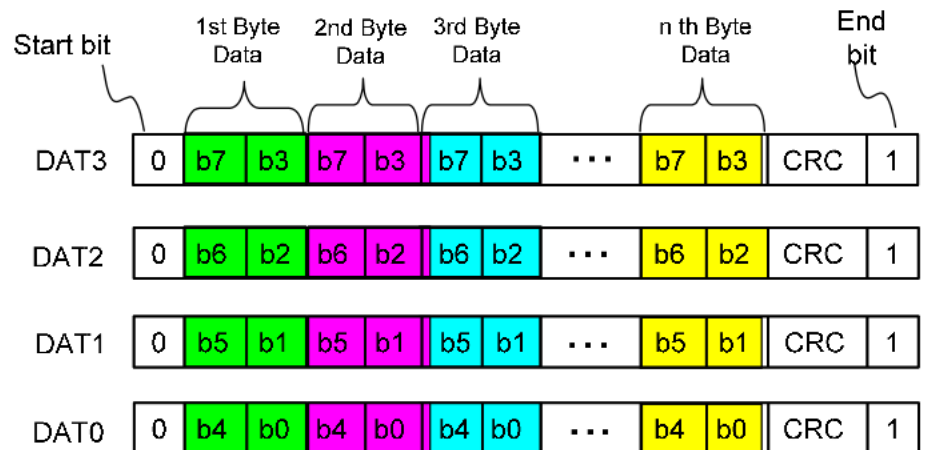 Start bit
1st Byte
Data
2nd Byte
Data
3rd Byte
Data
n th Byte
Data
End
bit
DAT3 0 b7 b3 b7 b3 b7 b3 ... b7 b3 CRC 1
DAT2 0 b6 b2 b6 b2 b6 b2 ... b6 b2 CRC 1
DAT1 0 b5 b1 b5 b1 b5 b1 ... b5 b1 CRC 1
DAT0 0 b4 b0 b4 b0 b4 b0 ... b4 b0 CRC 1